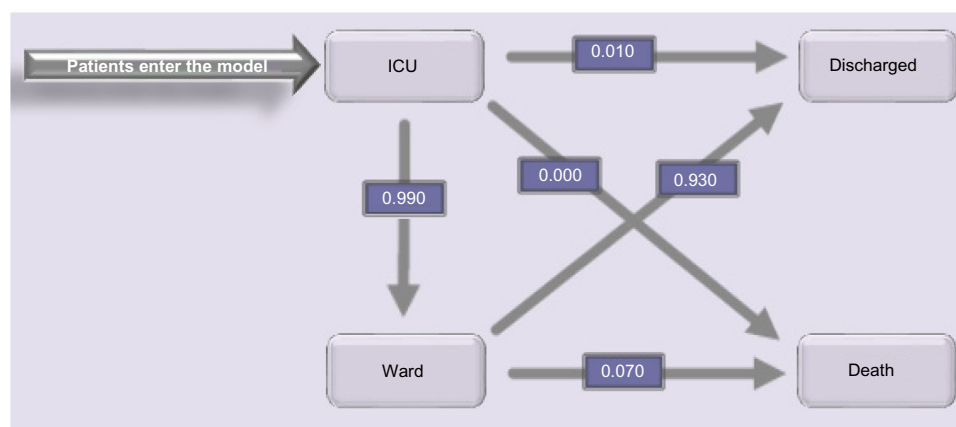 Patients enter the model
ICU
0.010
Discharged
0.000
0.930
0.990
Ward
0.070
Death